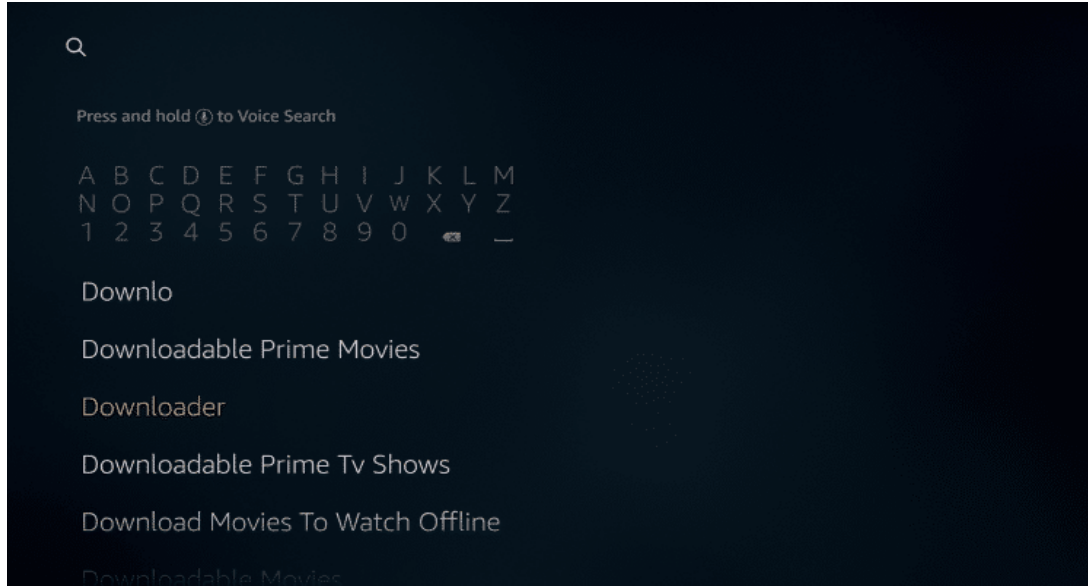 Press and hold to Voice Search
A B C D E F G H I J K L M
N O P Q R S T U V W X Y Z
1 2 3 4 5 6 7 8 9 0
Downlo
Downloadable Prime Movies
Downloader
Downloadable Prime Tv Shows
Download Movies To Watch Offline
Downloadable Movies